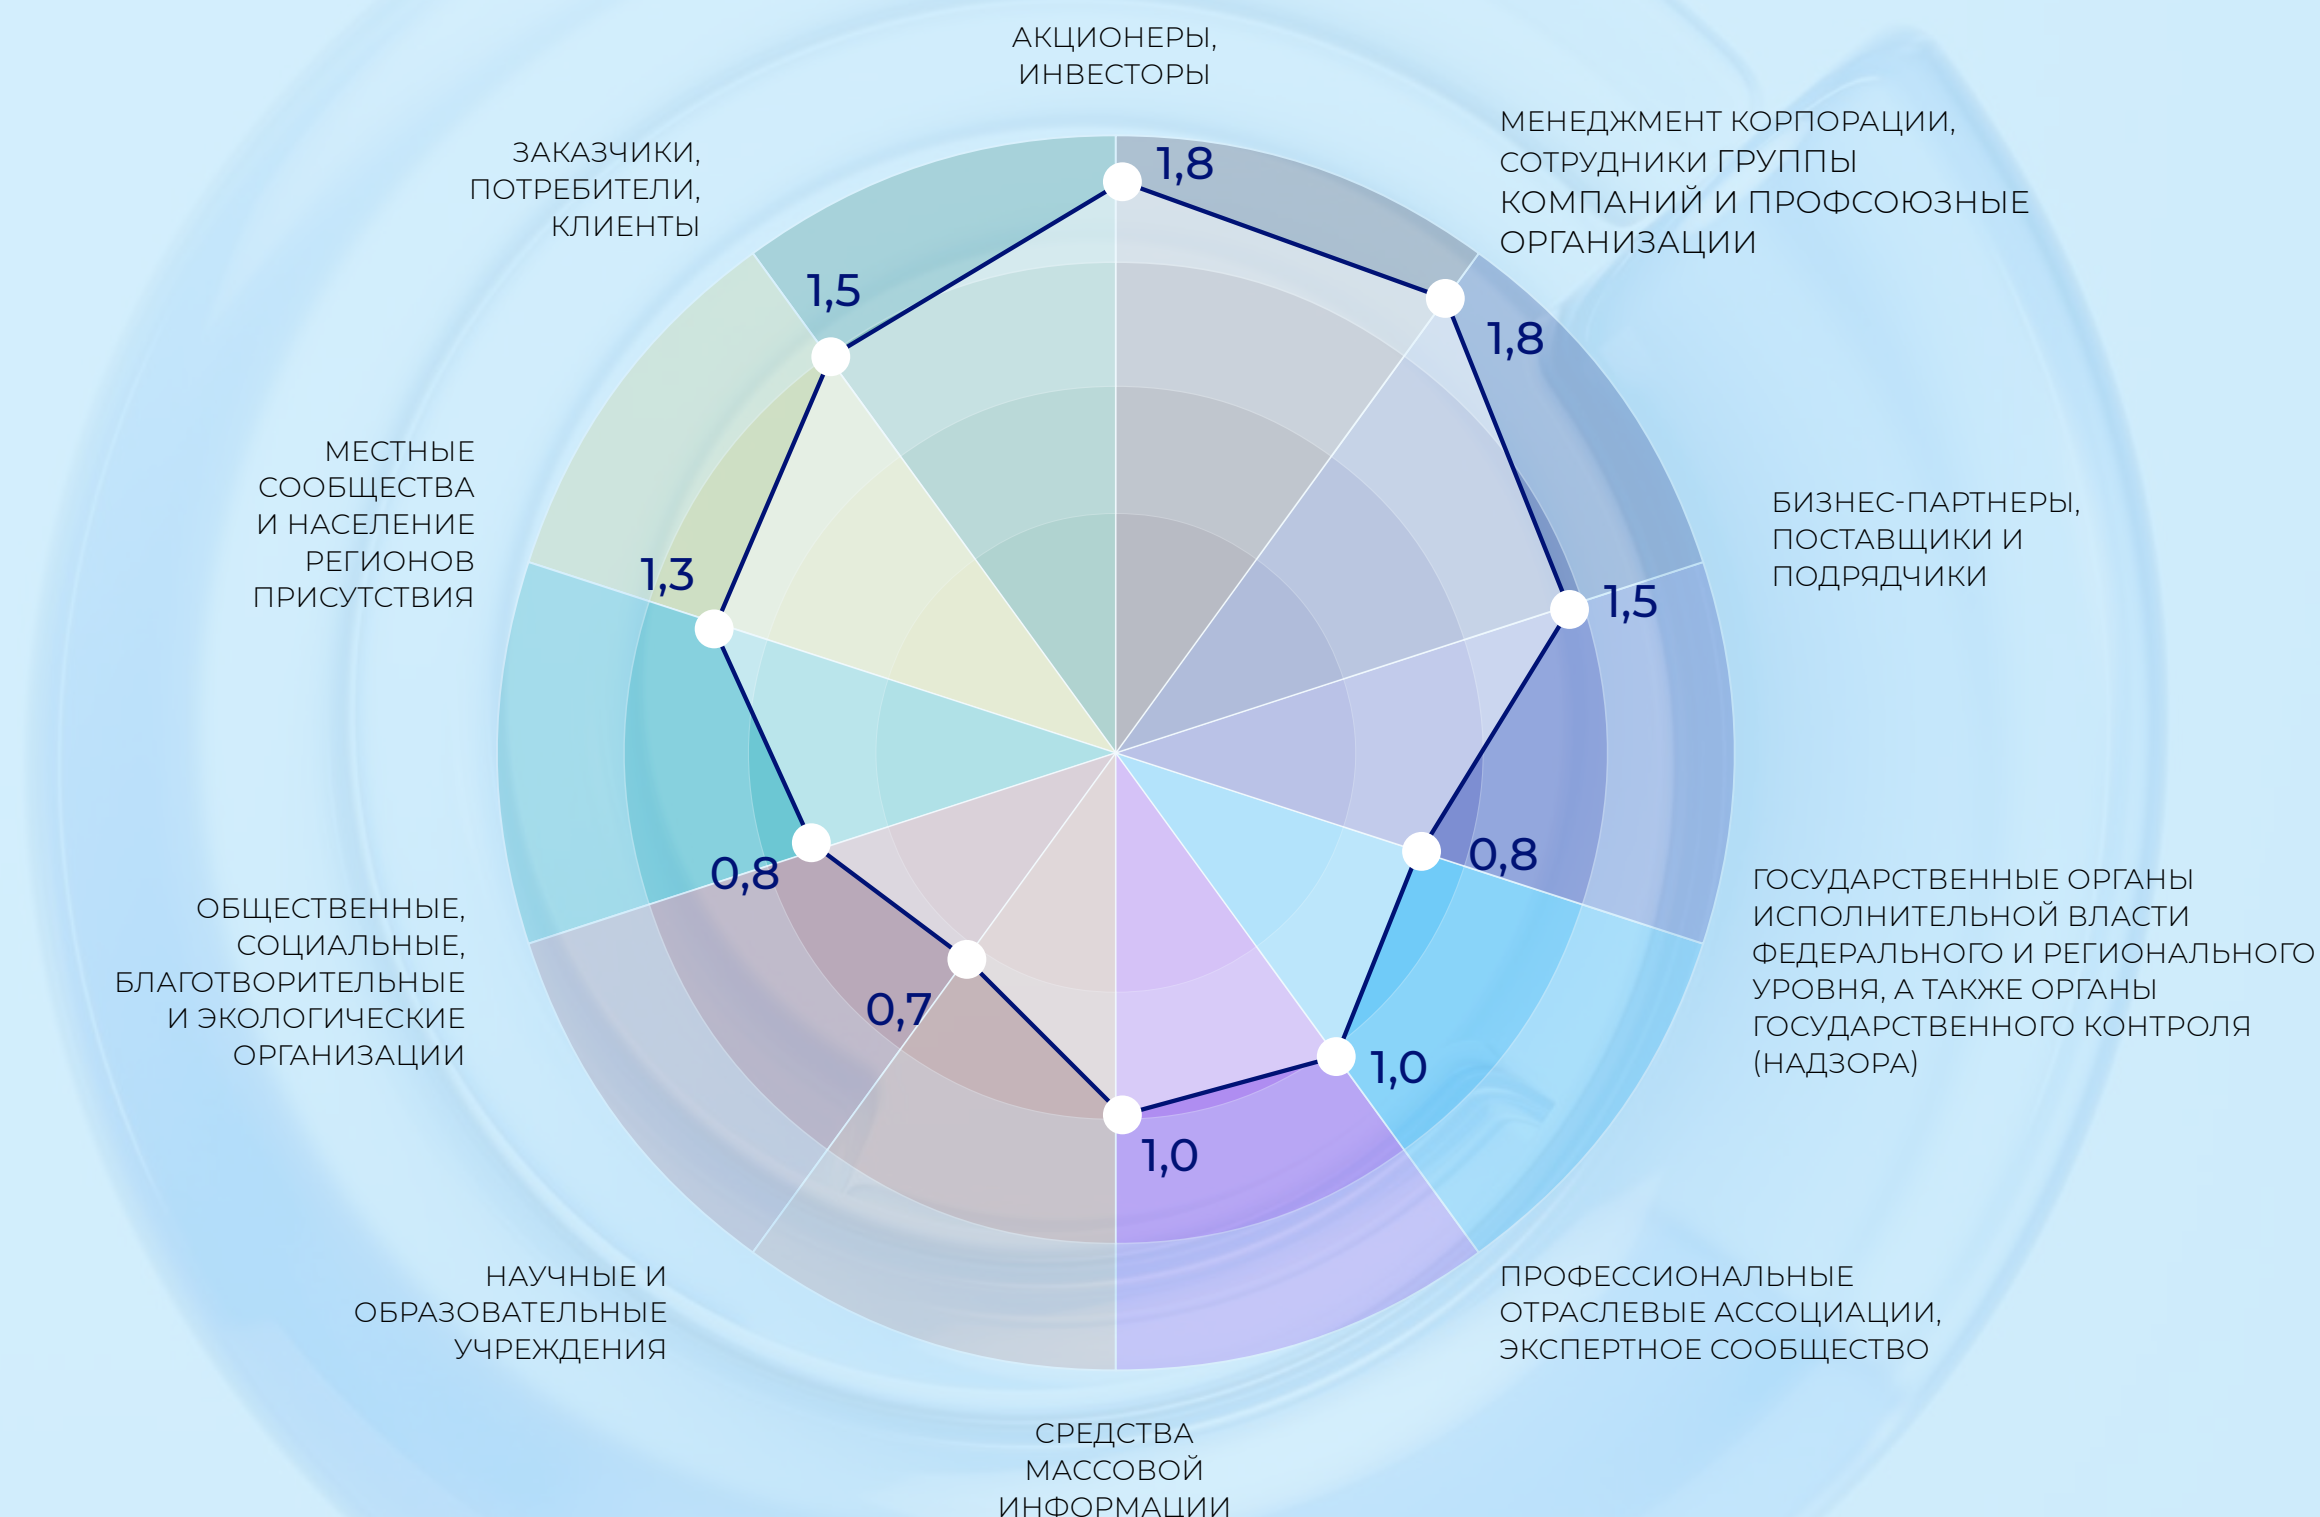 АКЦИОНЕРЫ,
ИНВЕСТОРЫ
1,8
МЕНЕДЖМЕНТ КОРПОРАЦИИ,
СОТРУДНИКИ ГРУППЫ
КОМПАНИЙ И ПРОФСОЮЗНЫЕ
ОРГАНИЗАЦИИ
1,8
БИЗНЕС-ПАРТНЕРЫ,
ПОСТАВЩИКИ И
ПОДРЯДЧИКИ
1,5
ГОСУДАРСТВЕННЫЕ ОРГАНЫ
ИСПОЛНИТЕЛЬНОЙ ВЛАСТИ
ФЕДЕРАЛЬНОГО И РЕГИОНАЛЬНОГО
УРОВНЯ, А ТАКЖЕ ОРГАНЫ
ГОСУДАРСТВЕННОГО КОНТРОЛЯ
(НАДЗОРА)
0,8
ПРОФЕССИОНАЛЬНЫЕ
ОТРАСЛЕВЫЕ АССОЦИАЦИИ,
ЭКСПЕРТНОЕ СООБЩЕСТВО
1,0
СРЕДСТВА
МАССОВОЙ
ИНФОРМАЦИИ
1,0
НАУЧНЫЕ И
ОБРАЗОВАТЕЛЬНЫЕ
УЧРЕЖДЕНИЯ
0,7
ОБЩЕСТВЕННЫЕ,
СОЦИАЛЬНЫЕ,
БЛАГОТВОРИТЕЛЬНЫЕ
И ЭКОЛОГИЧЕСКИЕ
ОРГАНИЗАЦИИ
0,8
МЕСТНЫЕ
СООБЩЕСТВА
И НАСЕЛЕНИЕ
РЕГИОНОВ
ПРИСУТСТВИЯ
1,3
ЗАКАЗЧИКИ,
ПОТРЕБИТЕЛИ,
КЛИЕНТЫ
1,5